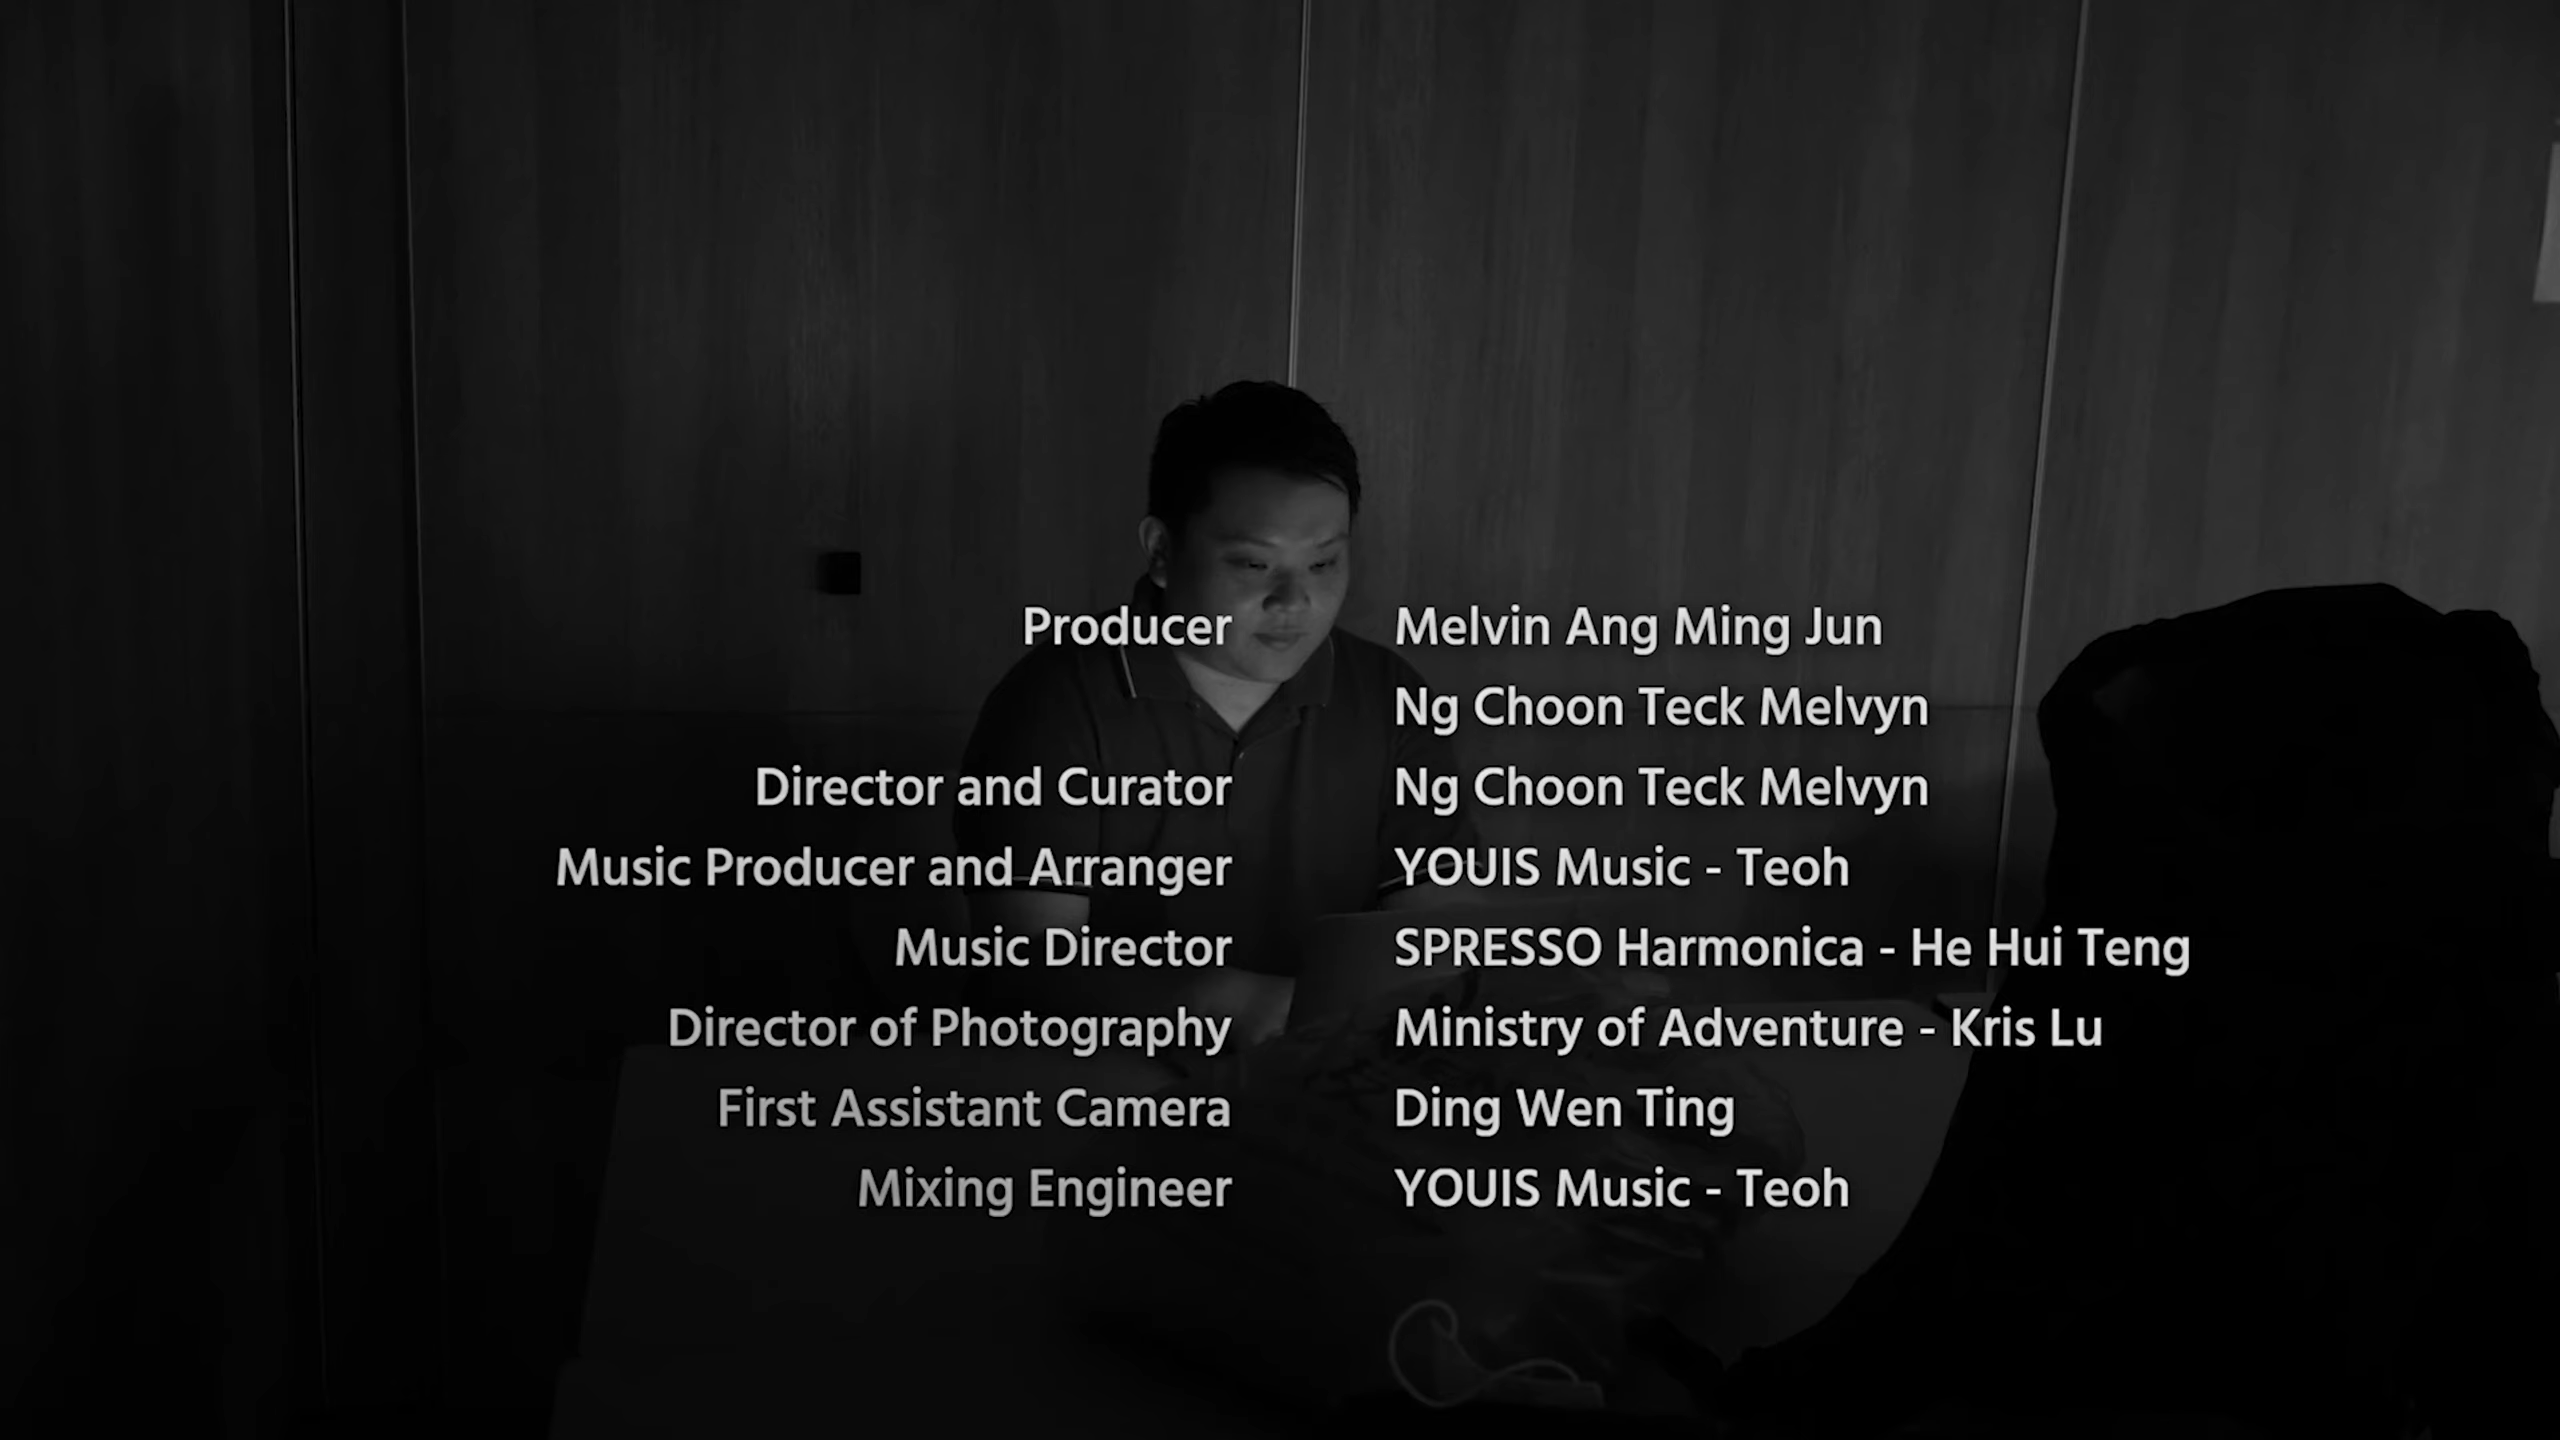 Producer Melvin Ang Ming Jun
Ng Choon Teck Melvyn
Director and Curator Ng Choon Teck Melvyn
Music Producer and Arranger YOUIS Music - Teoh
Music Director SPRESSO Harmonica - He Hui Teng
Director of Photography Ministry of Adventure - Kris Lu
First Assistant Camera Ding Wen Ting
Mixing Engineer YOUIS Music - Teoh